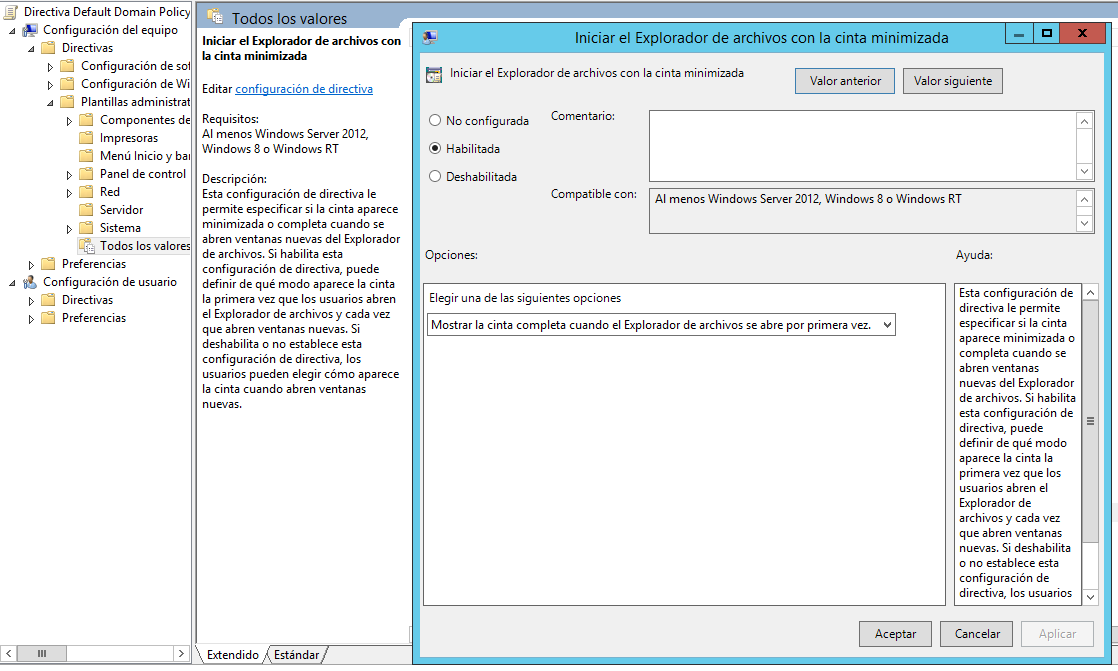 Directiva Default Domain Policy
Configuración del equipo
Directivas
Configuración de sof
Configuración de Wi
Plantillas administrat
Componentes de
Impresoras
Menú Inicio y bar
Panel de control
Red
Servidor
Sistema
Todos los valores
Preferencias
Configuración de usuario
Directivas
Preferencias
Todos los valores
Iniciar el Explorador de archivos con
la cinta minimizada
Editar configuración de directiva
Requisitos:
Al menos Windows Server 2012,
Windows 8 o Windows RT
Descripción:
Esta configuración de directiva le
permite especificar si la cinta aparece
minimizada o completa cuando se
abren ventanas nuevas del Explorador
de archivos. Si habilita esta
configuración de directiva, puede
definir de qué modo aparece la cinta
la primera vez que los usuarios abren
el Explorador de archivos y cada vez
que abren ventanas nuevas. Si
deshabilita o no establece esta
configuración de directiva, los
usuarios pueden elegir cómo aparece
la cinta cuando abren ventanas
nuevas.
Extendido
Estándar
Iniciar el Explorador de archivos con la cinta minimizada
Iniciar el Explorador de archivos con la cinta minimizada
Valor anterior
Valor siguiente
No configurada
Habilitada
Deshabilitada
Comentario:
Compatible con:
Al menos Windows Server 2012, Windows 8 o Windows RT
Opciones:
Ayuda:
Elegir una de las siguientes opciones
Mostrar la cinta completa cuando el Explorador de archivos se abre por primera vez.
Esta configuración de
directiva le permite
especificar si la cinta
aparece minimizada o
completa cuando se
abren ventanas
nuevas del Explorador
de archivos. Si habilita
esta configuración de
directiva, puede
definir de qué modo
aparece la cinta la
primera vez que los
usuarios abren el
Explorador de
archivos y cada vez
que abren ventanas
nuevas. Si deshabilita
o no establece esta
configuración de
directiva, los usuarios
Aceptar
Cancelar
Aplicar